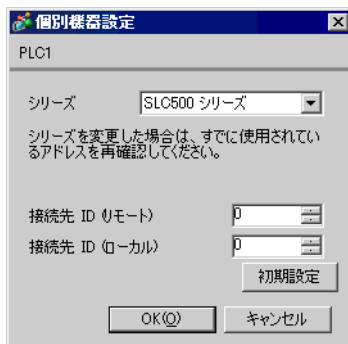 個別機器設定
PLC1
シリーズ SLC500 シリーズ
シリーズを変更した場合は、すでに使用されてい
るアドレスを再確認してください。
接続先 ID (リモート) 0
接続先 ID (ローカル) 0
初期設定
OK(O) キャンセル